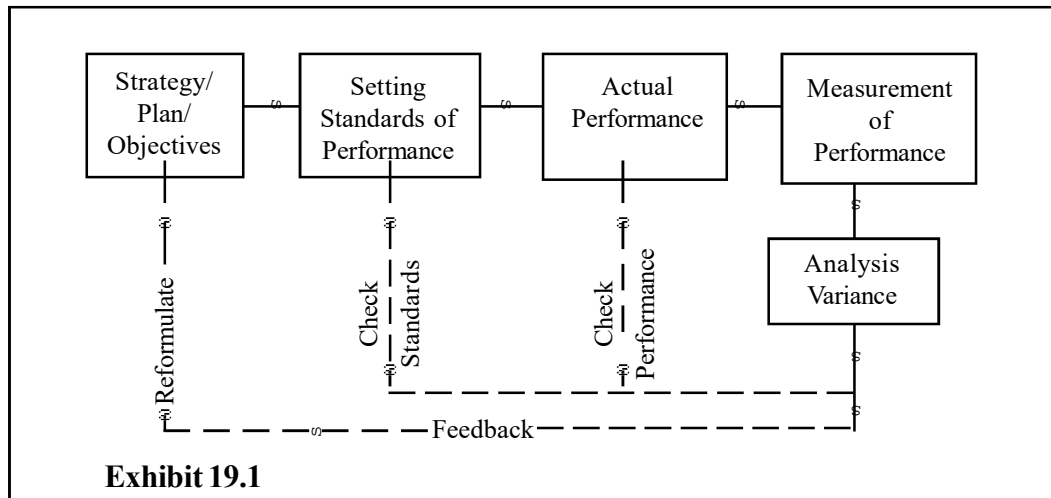 Strategy/
Plan/
Objectives
Setting
Standards of
Performance
Actual
Performance
Measurement
of
Performance
Analysis
Variance
Reformulate
Check
Standards
Check
Performance
Feedback
Exhibit 19.1